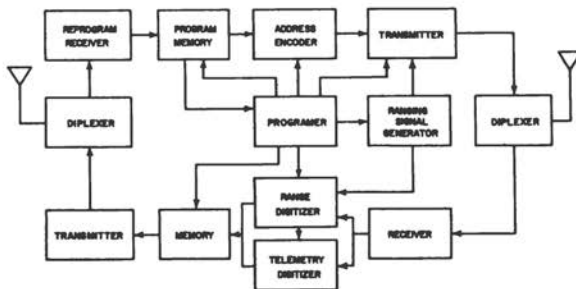 REPROGRAM
RECEIVER
PROGRAM
MEMORY
ADDRESS
ENCODER
TRANSMITTER
DIPLEXER
PROGRAMER
RANGING
SIGNAL
GENERATOR
DIPLEXER
RANGE
DIGITIZER
TRANSMITTER
MEMORY
RECEIVER
TELEMETRY
DIGITIZER